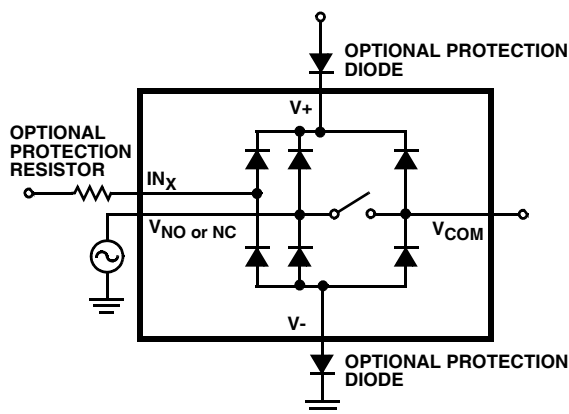 OPTIONAL PROTECTION
DIODE
V+
OPTIONAL
PROTECTION
RESISTOR
INX
VNO or NC
VCOM
V-
OPTIONAL PROTECTION
DIODE